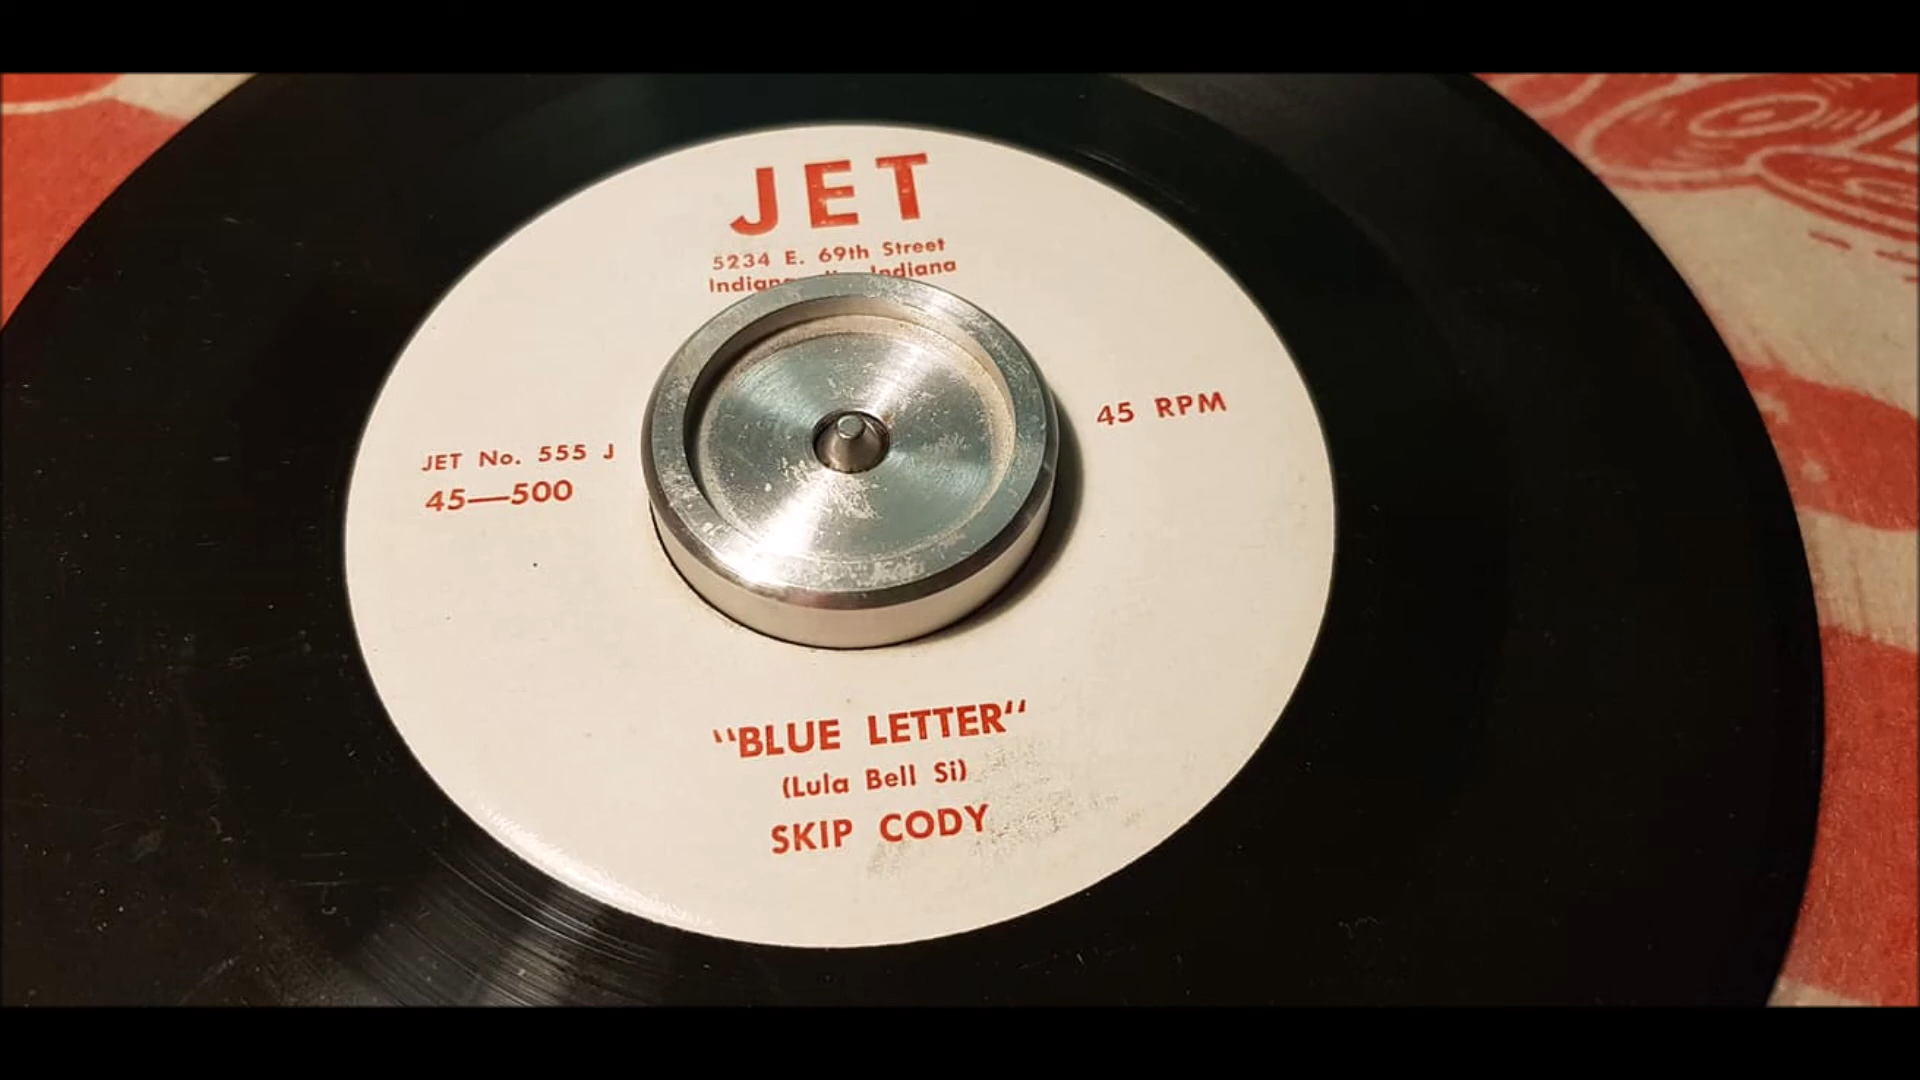 JET
5234 E. 69th Street
Indiana
45 RPM
JET No. 555 J
45—500
"BLUE LETTER"
(Lula Bell Si)
SKIP CODY